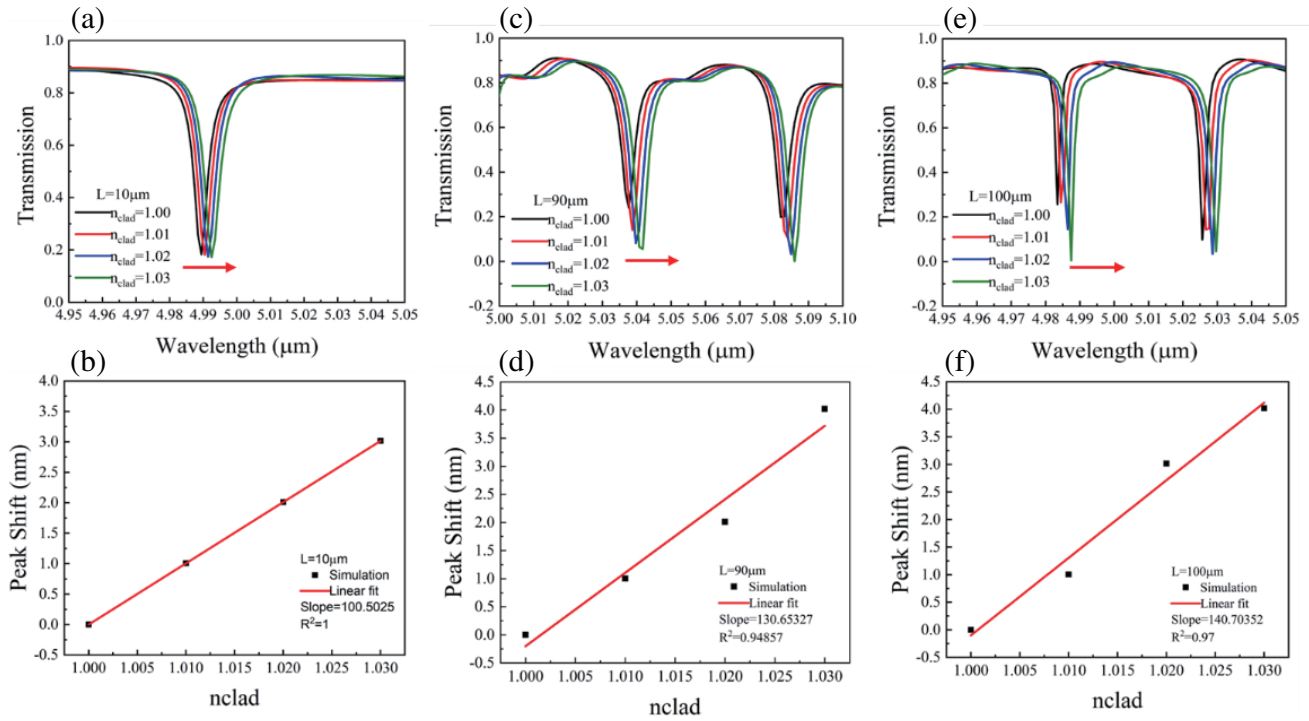 (a)
1.0
0.8
0.6
0.4
0.2
0.0
Transmission
L=10μm
nclad=1.00
nclad=1.01
nclad=1.02
nclad=1.03
4.95 4.96 4.97 4.98 4.99 5.00 5.01 5.02 5.03 5.04 5.05
Wavelength (μm)
(c)
1.0
0.8
0.6
0.4
0.2
0.0
-0.2
Transmission
L=90μm
nclad=1.00
nclad=1.01
nclad=1.02
nclad=1.03
5.00 5.01 5.02 5.03 5.04 5.05 5.06 5.07 5.08 5.09 5.10
Wavelength (μm)
(e)
1.0
0.8
0.6
0.4
0.2
0.0
-0.2
Transmission
L=100μm
nclad=1.00
nclad=1.01
nclad=1.02
nclad=1.03
4.95 4.96 4.97 4.98 4.99 5.00 5.01 5.02 5.03 5.04 5.05
Wavelength (μm)
(b)
4.0
3.5
3.0
2.5
2.0
1.5
1.0
0.5
0.0
-0.5
Peak Shift (nm)
L=10μm
Simulation
Linear fit
Slope=100.5025
R²=1
1.000 1.005 1.010 1.015 1.020 1.025 1.030
nclad
(d)
4.5
4.0
3.5
3.0
2.5
2.0
1.5
1.0
0.5
0.0
-0.5
Peak Shift (nm)
L=90μm
Simulation
Linear fit
Slope=130.65327
R²=0.94857
1.000 1.005 1.010 1.015 1.020 1.025 1.030
nclad
(f)
4.5
4.0
3.5
3.0
2.5
2.0
1.5
1.0
0.5
0.0
-0.5
Peak Shift (nm)
L=100μm
Simulation
Linear fit
Slope=140.70352
R²=0.97
1.000 1.005 1.010 1.015 1.020 1.025 1.030
nclad